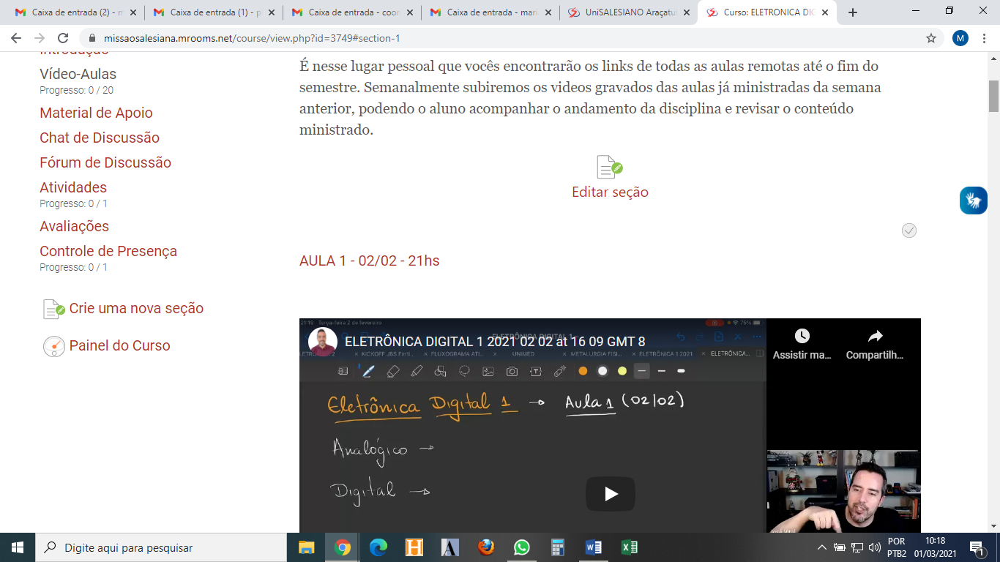 Caixa de entrada (2) - m
Caixa de entrada (1) - p
Caixa de entrada - coor
Caixa de entrada - mari
UniSALESIANO Araçatu
Curso: ELETRONICA DIG
missaosalesiana.mrooms.net/course/view.php?id=3749#section-1
M
Introdução
Vídeo-Aulas
Progresso: 0 / 20
Material de Apoio
Chat de Discussão
Fórum de Discussão
Atividades
Progresso: 0 / 1
Avaliações
Controle de Presença
Progresso: 0 / 1
Crie uma nova seção
Painel do Curso
É nesse lugar pessoal que vocês encontrarão os links de todas as aulas remotas até o fim do
semestre. Semanalmente subiremos os videos gravados das aulas já ministradas da semana
anterior, podendo o aluno acompanhar o andamento da disciplina e revisar o conteúdo
ministrado.
Editar seção
AULA 1 - 02/02 - 21hs
21:10 Terça-feira 2 de fevereiro
75%
ELETRÔNICA DIGITAL 1
ELETRÔNICA DIGITAL 1 2021 02 02 at 16 09 GMT 8
KICKOFF JBS Ferti...
FLUXOGRAMA ATI...
UNIMED
METALURGIA FÍSI...
ELETRÔNICA 1 2021
ELETRÔNICA...
Assistir ma...
Compartilh...
Eletrônica Digital 1 → Aula 1 (02/02)
Analógico →
Digital →
José Vital
Digite aqui para pesquisar
POR
PTB2
10:18
01/03/2021
1